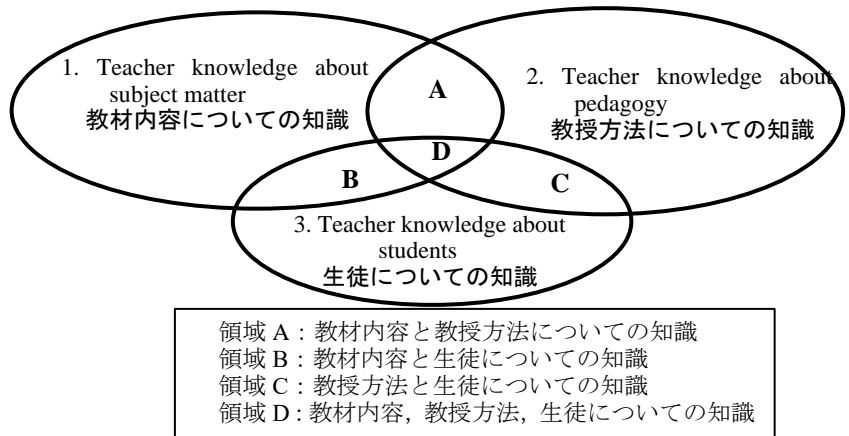 1. Teacher knowledge about
subject matter
教材内容についての知識
A
2. Teacher knowledge about
pedagogy
教授方法についての知識
D
B
C
3. Teacher knowledge about
students
生徒についての知識
領域 A：教材内容と教授方法についての知識
領域 B：教材内容と生徒についての知識
領域 C：教授方法と生徒についての知識
領域 D : 教材内容, 教授方法, 生徒についての知識